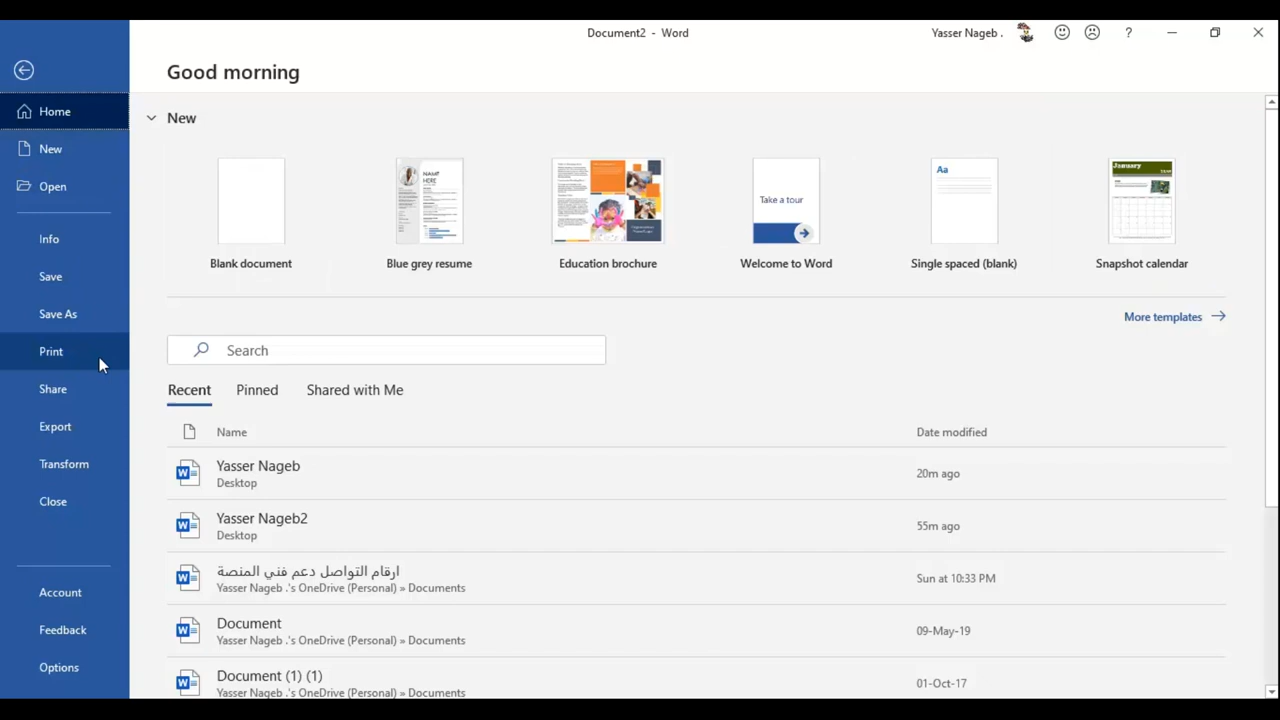 Document2 - Word
Yasser Nageb .
?
Good morning
Home
New
Open
Info
Save
Save As
Print
Share
Export
Transform
Close
Account
Feedback
Options
New
Aa
Take a tour
January
NAME
HERE
Blank document
Blue grey resume
Education brochure
Welcome to Word
Single spaced (blank)
Snapshot calendar
More templates
Search
Recent Pinned Shared with Me
Name Date modified
Yasser Nageb 20m ago
Desktop
Yasser Nageb2 55m ago
Desktop
ارقام التواصل دعم فني المنصة Sun at 10:33 PM
Yasser Nageb .'s OneDrive (Personal) » Documents
Document 09-May-19
Yasser Nageb .'s OneDrive (Personal) » Documents
Document (1) (1) 01-Oct-17
Yasser Nageb .'s OneDrive (Personal) » Documents